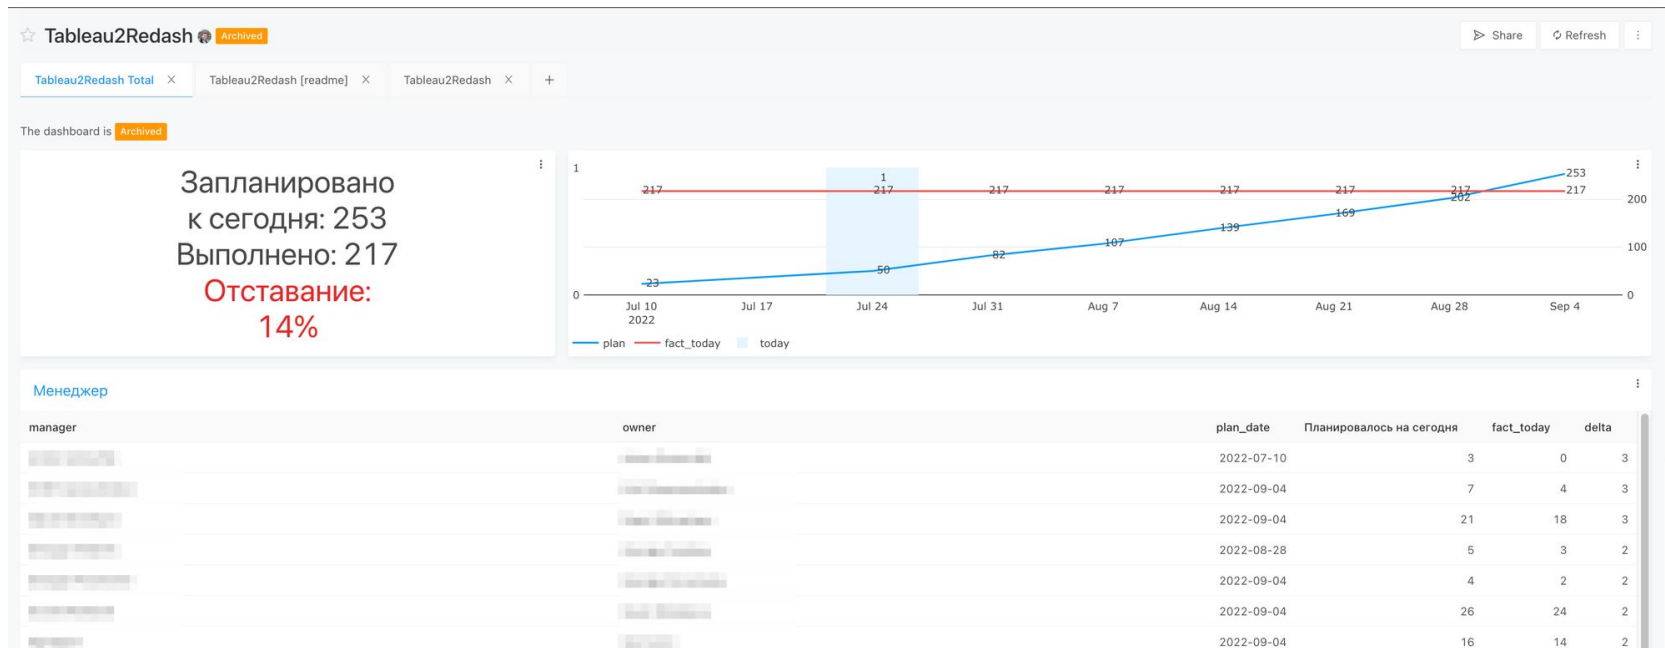 Tableau2Redash Archived
Share Refresh
Tableau2Redash Total
Tableau2Redash [readme]
Tableau2Redash
The dashboard is Archived
Запланировано
к сегодня: 253
Выполнено: 217
Отставание:
14%
1
0
200
100
0
217 217 217 217 217 217 217 217
1
23 50 82 107 139 169 202 253
Jul 10 Jul 17 Jul 24 Jul 31 Aug 7 Aug 14 Aug 21 Aug 28 Sep 4
2022
plan fact_today today
Менеджер
manager owner plan_date Планировалось на сегодня fact_today delta
2022-07-10 3 0 3
2022-09-04 7 4 3
2022-09-04 21 18 3
2022-08-28 5 3 2
2022-09-04 4 2 2
2022-09-04 26 24 2
2022-09-04 16 14 2